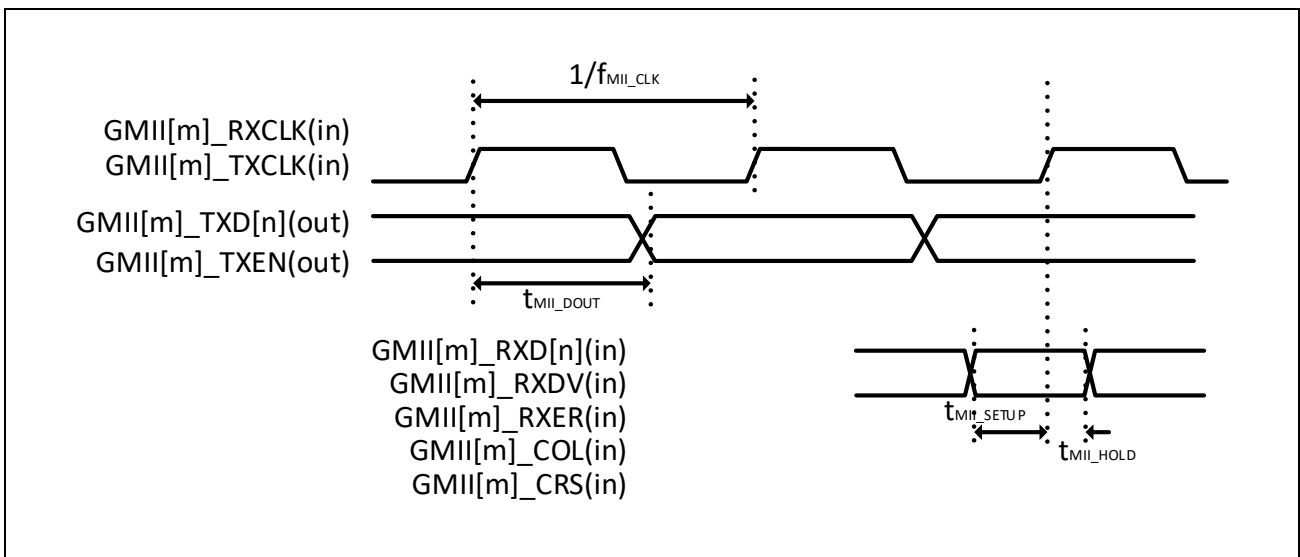 1/fMII_CLK
GMII[m]_RXCLK(in)
GMII[m]_TXCLK(in)
GMII[m]_TXD[n](out)
GMII[m]_TXEN(out)
tMII_DOUT
GMII[m]_RXD[n](in)
GMII[m]_RXDV(in)
GMII[m]_RXER(in)
GMII[m]_COL(in)
GMII[m]_CRS(in)
tMII_SETUP
tMII_HOLD